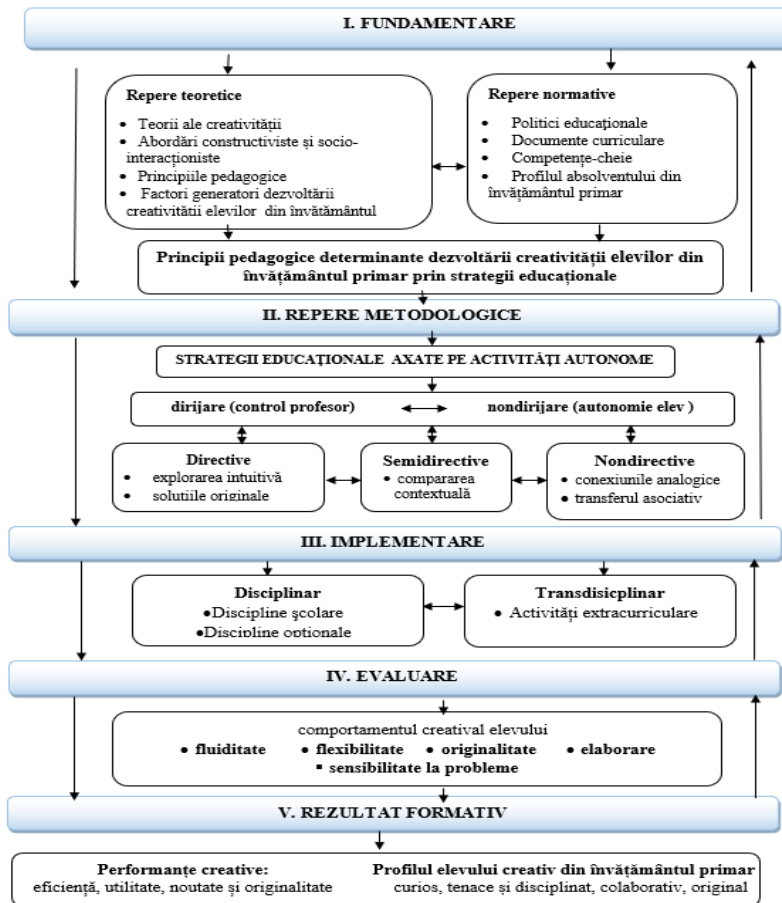 I. FUNDAMENTARE
Repere teoretice
• Teorii ale creativității
• Abordări constructiviste și socio-
interacționiste
• Principiile pedagogice
• Factori generatori dezvoltării
creativității elevilor din învățământul
Repere normative
• Politici educaționale
• Documente curriculare
• Competențe-cheie
• Profilul absolventului din
învățământul primar
Principii pedagogice determinante dezvoltării creativității elevilor din
învățământul primar prin strategii educaționale
II. REPERE METODOLOGICE
STRATEGII EDUCAȚIONALE AXATE PE ACTIVITĂȚI AUTONOME
dirijare (control profesor) nondirijare (autonomie elev )
Directive
• explorarea intuitivă
• solutiile originale
Semidirective
• compararea
contextuală
Nondirective
• conexiunile analogice
• transferul asociativ
III. IMPLEMENTARE
Disciplinar
•Discipline școlare
•Discipline optionale
Transdisicplinar
• Activități extracurriculare
IV. EVALUARE
comportamentul creatival elevului
• fluiditate • flexibilitate • originalitate • elaborare
▪ sensibilitate la probleme
V. REZULTAT FORMATIV
Performanțe creative:
eficiență, utilitate, noutate și originalitate
Profilul elevului creativ din învățământul primar
curios, tenace și disciplinat, colaborativ, original